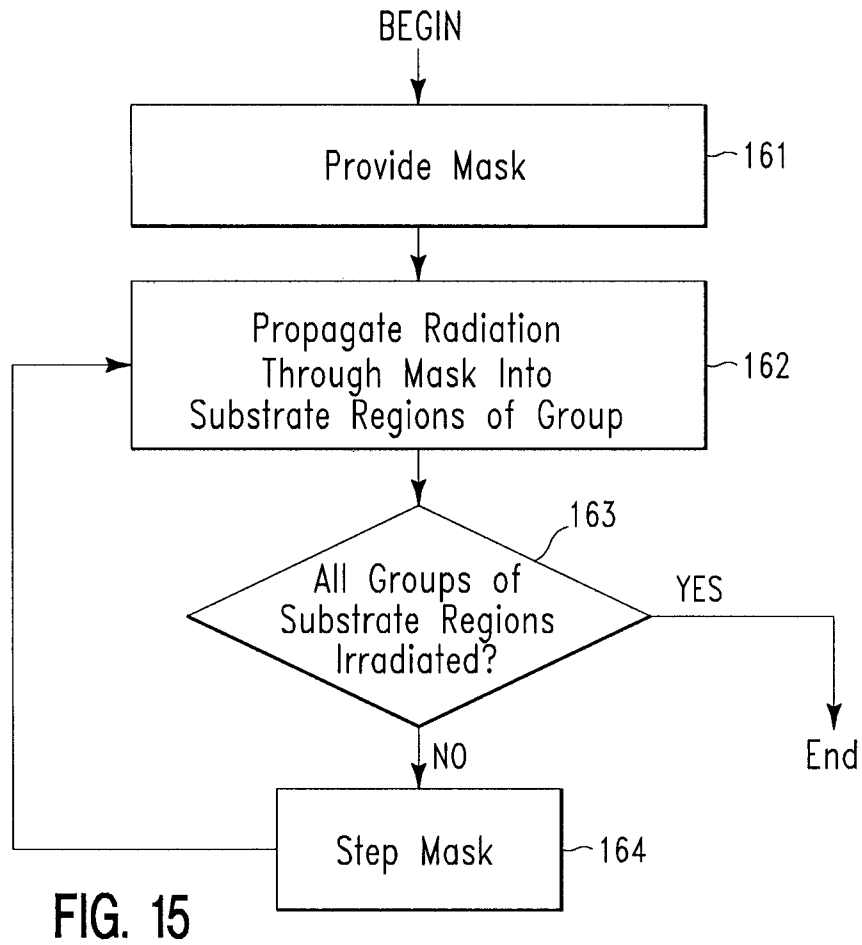 BEGIN
Provide Mask
161
Propagate Radiation
Through Mask Into
Substrate Regions of Group
162
163
All Groups of
Substrate Regions
Irradiated?
YES
End
NO
Step Mask
164
FIG. 15